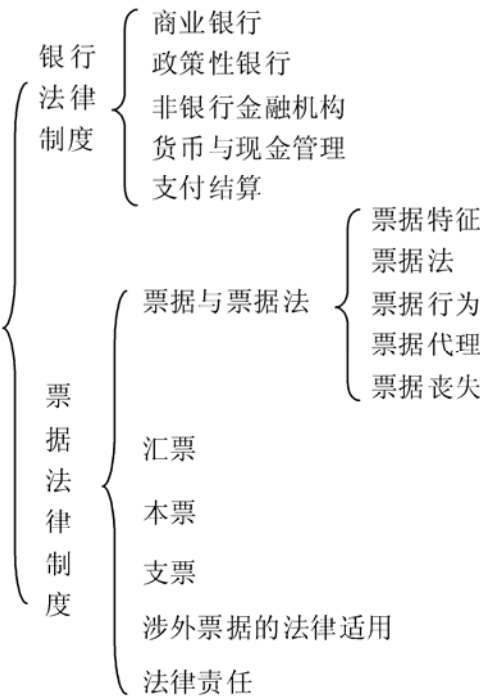 银行
法律
制度
商业银行
政策性银行
非银行金融机构
货币与现金管理
支付结算
票据法律制度
票据与票据法
票据特征
票据法
票据行为
票据代理
票据丧失
汇票
本票
支票
涉外票据的法律适用
法律责任